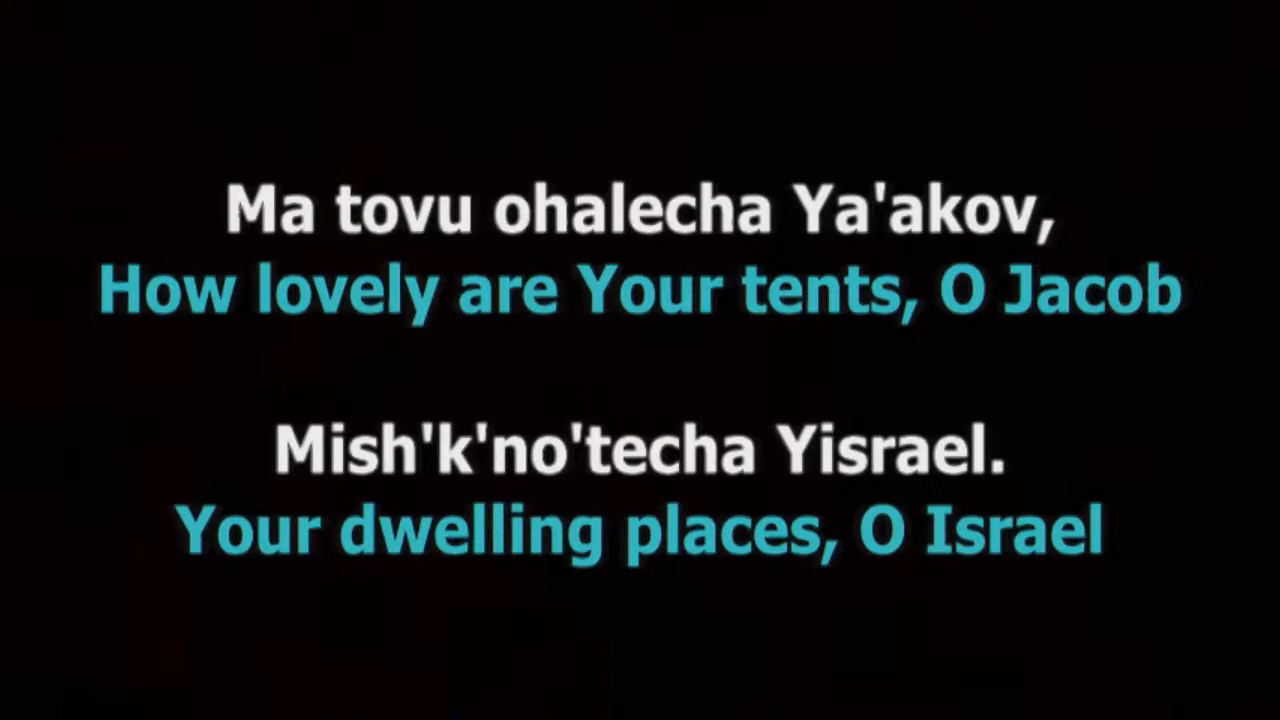 Ma tovu ohalecha Ya'akov,
How lovely are Your tents, O Jacob
Mish'k'no'techa Yisrael.
Your dwelling places, O Israel